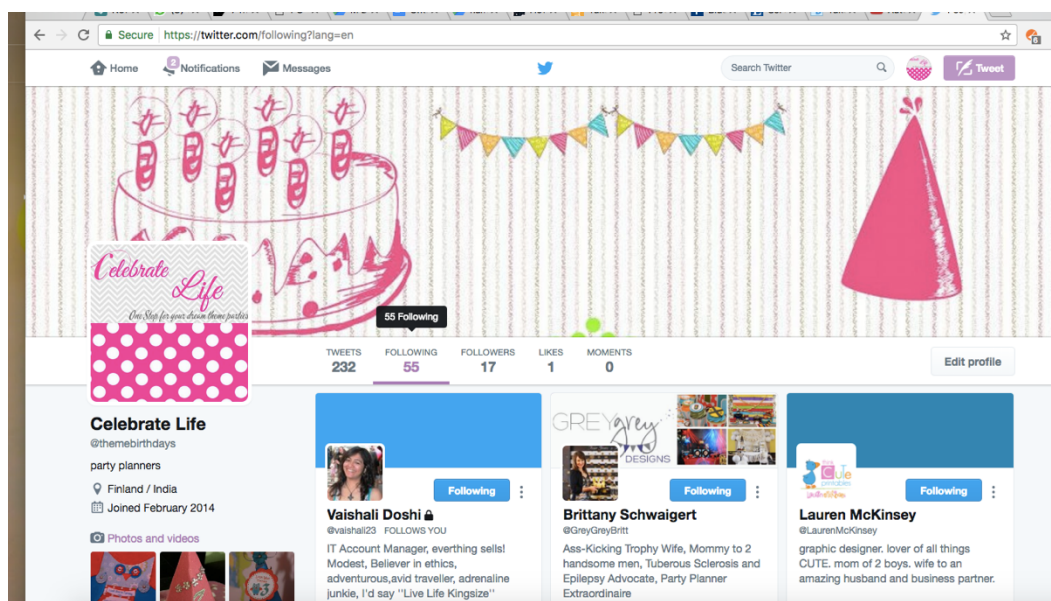 Secure https://twitter.com/following?lang=en
6
2
Home Notifications Messages
Search Twitter
Tweet
Celebrate
Life
One Stop for your dream theme parties
55 Following
TWEETS FOLLOWING FOLLOWERS LIKES MOMENTS
232 55 17 1 0
Edit profile
Celebrate Life
@themebirthdays
party planners
Finland / India
Joined February 2014
Photos and videos
Following
Vaishali Doshi
@vaishali23 FOLLOWS YOU
IT Account Manager, everthing sells!
Modest, Believer in ethics,
adventurous,avid traveller, adrenaline
junkie, I'd say "Live Life Kingsize"
GREY grey
DESIGNS
Following
Brittany Schwaigert
@GreyGreyBritt
Ass-Kicking Trophy Wife, Mommy to 2
handsome men, Tuberous Sclerosis and
Epilepsy Advocate, Party Planner
Extraordinaire
CUTE
printables
Following
Lauren McKinsey
@LaurenMcKinsey
graphic designer. lover of all things
CUTE. mom of 2 boys. wife to an
amazing husband and business partner.